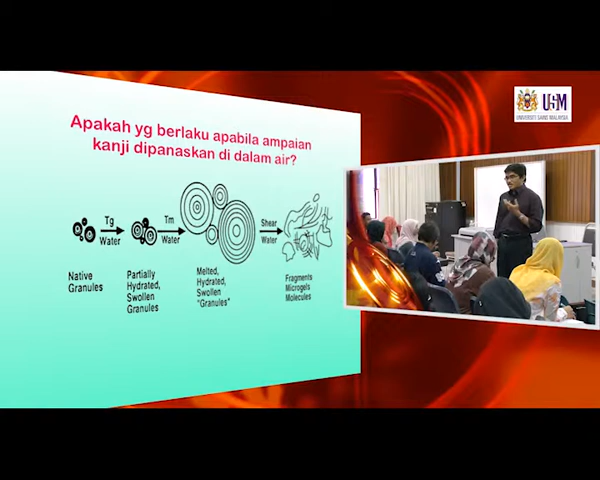 USM
UNIVERSITI SAINS MALAYSIA
Apakah yg berlaku apabila ampaian
kanji dipanaskan di dalam air?
Tg
Water
Tm
Water
Shear
Water
Native
Granules
Partially
Hydrated,
Swollen
Granules
Melted,
Hydrated,
Swollen
"Granules"
Fragments
Microgels
Molecules